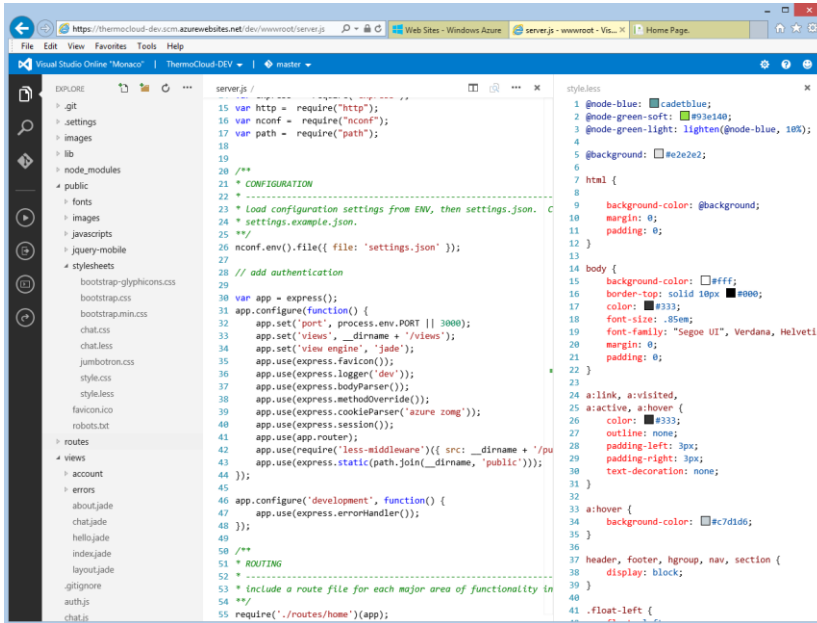 https://thermocloud-dev.scm.azurewebsites.net/dev/wwwroot/server.js
Web Sites - Windows Azure
server.js - wwwroot - Vis...
Home Page.
File Edit View Favorites Tools Help
Visual Studio Online "Monaco" | ThermoCloud-DEV | master
EXPLORE
.git
.settings
images
lib
node_modules
public
fonts
images
javascripts
jquery-mobile
stylesheets
bootstrap-glyphicons.css
bootstrap.css
bootstrap.min.css
chat.css
chat.less
jumbotron.css
style.css
style.less
favicon.ico
robots.txt
routes
views
account
errors
about.jade
chat.jade
hello.jade
index.jade
layout.jade
.gitignore
auth.js
chat.js
server.js /
15 var http = require("http");
16 var nconf = require("nconf");
17 var path = require("path");
18
19
20 /**
21 * CONFIGURATION
22 * -------------------------------------------------
23 * load configuration settings from ENV, then settings.json. C
24 * settings.example.json.
25 **/
26 nconf.env().file({ file: 'settings.json' });
27
28 // add authentication
29
30 var app = express();
31 app.configure(function() {
32 app.set('port', process.env.PORT || 3000);
33 app.set('views', __dirname + '/views');
34 app.set('view engine', 'jade');
35 app.use(express.favicon());
36 app.use(express.logger('dev'));
37 app.use(express.bodyParser());
38 app.use(express.methodOverride());
39 app.use(express.cookieParser('azure zomg'));
40 app.use(express.session());
41 app.use(app.router);
42 app.use(require('less-middleware')({ src: __dirname + '/pu
43 app.use(express.static(path.join(__dirname, 'public')));
44 });
45
46 app.configure('development', function() {
47 app.use(express.errorHandler());
48 });
49
50 /**
51 * ROUTING
52 * -------------------------------------------------
53 * include a route file for each major area of functionality in
54 **/
55 require('./routes/home')(app);
style.less
1 @node-blue: cadetblue;
2 @node-green-soft: #93e140;
3 @node-green-light: lighten(@node-blue, 10%);
4
5 @background: #e2e2e2;
6
7 html {
8
9 background-color: @background;
10 margin: 0;
11 padding: 0;
12 }
13
14 body {
15 background-color: #fff;
16 border-top: solid 10px #000;
17 color: #333;
18 font-size: .85em;
19 font-family: "Segoe UI", Verdana, Helveti
20 margin: 0;
21 padding: 0;
22 }
23
24 a:link, a:visited,
25 a:active, a:hover {
26 color: #333;
27 outline: none;
28 padding-left: 3px;
29 padding-right: 3px;
30 text-decoration: none;
31 }
32
33 a:hover {
34 background-color: #c7d1d6;
35 }
36
37 header, footer, hgroup, nav, section {
38 display: block;
39 }
40
41 .float-left {